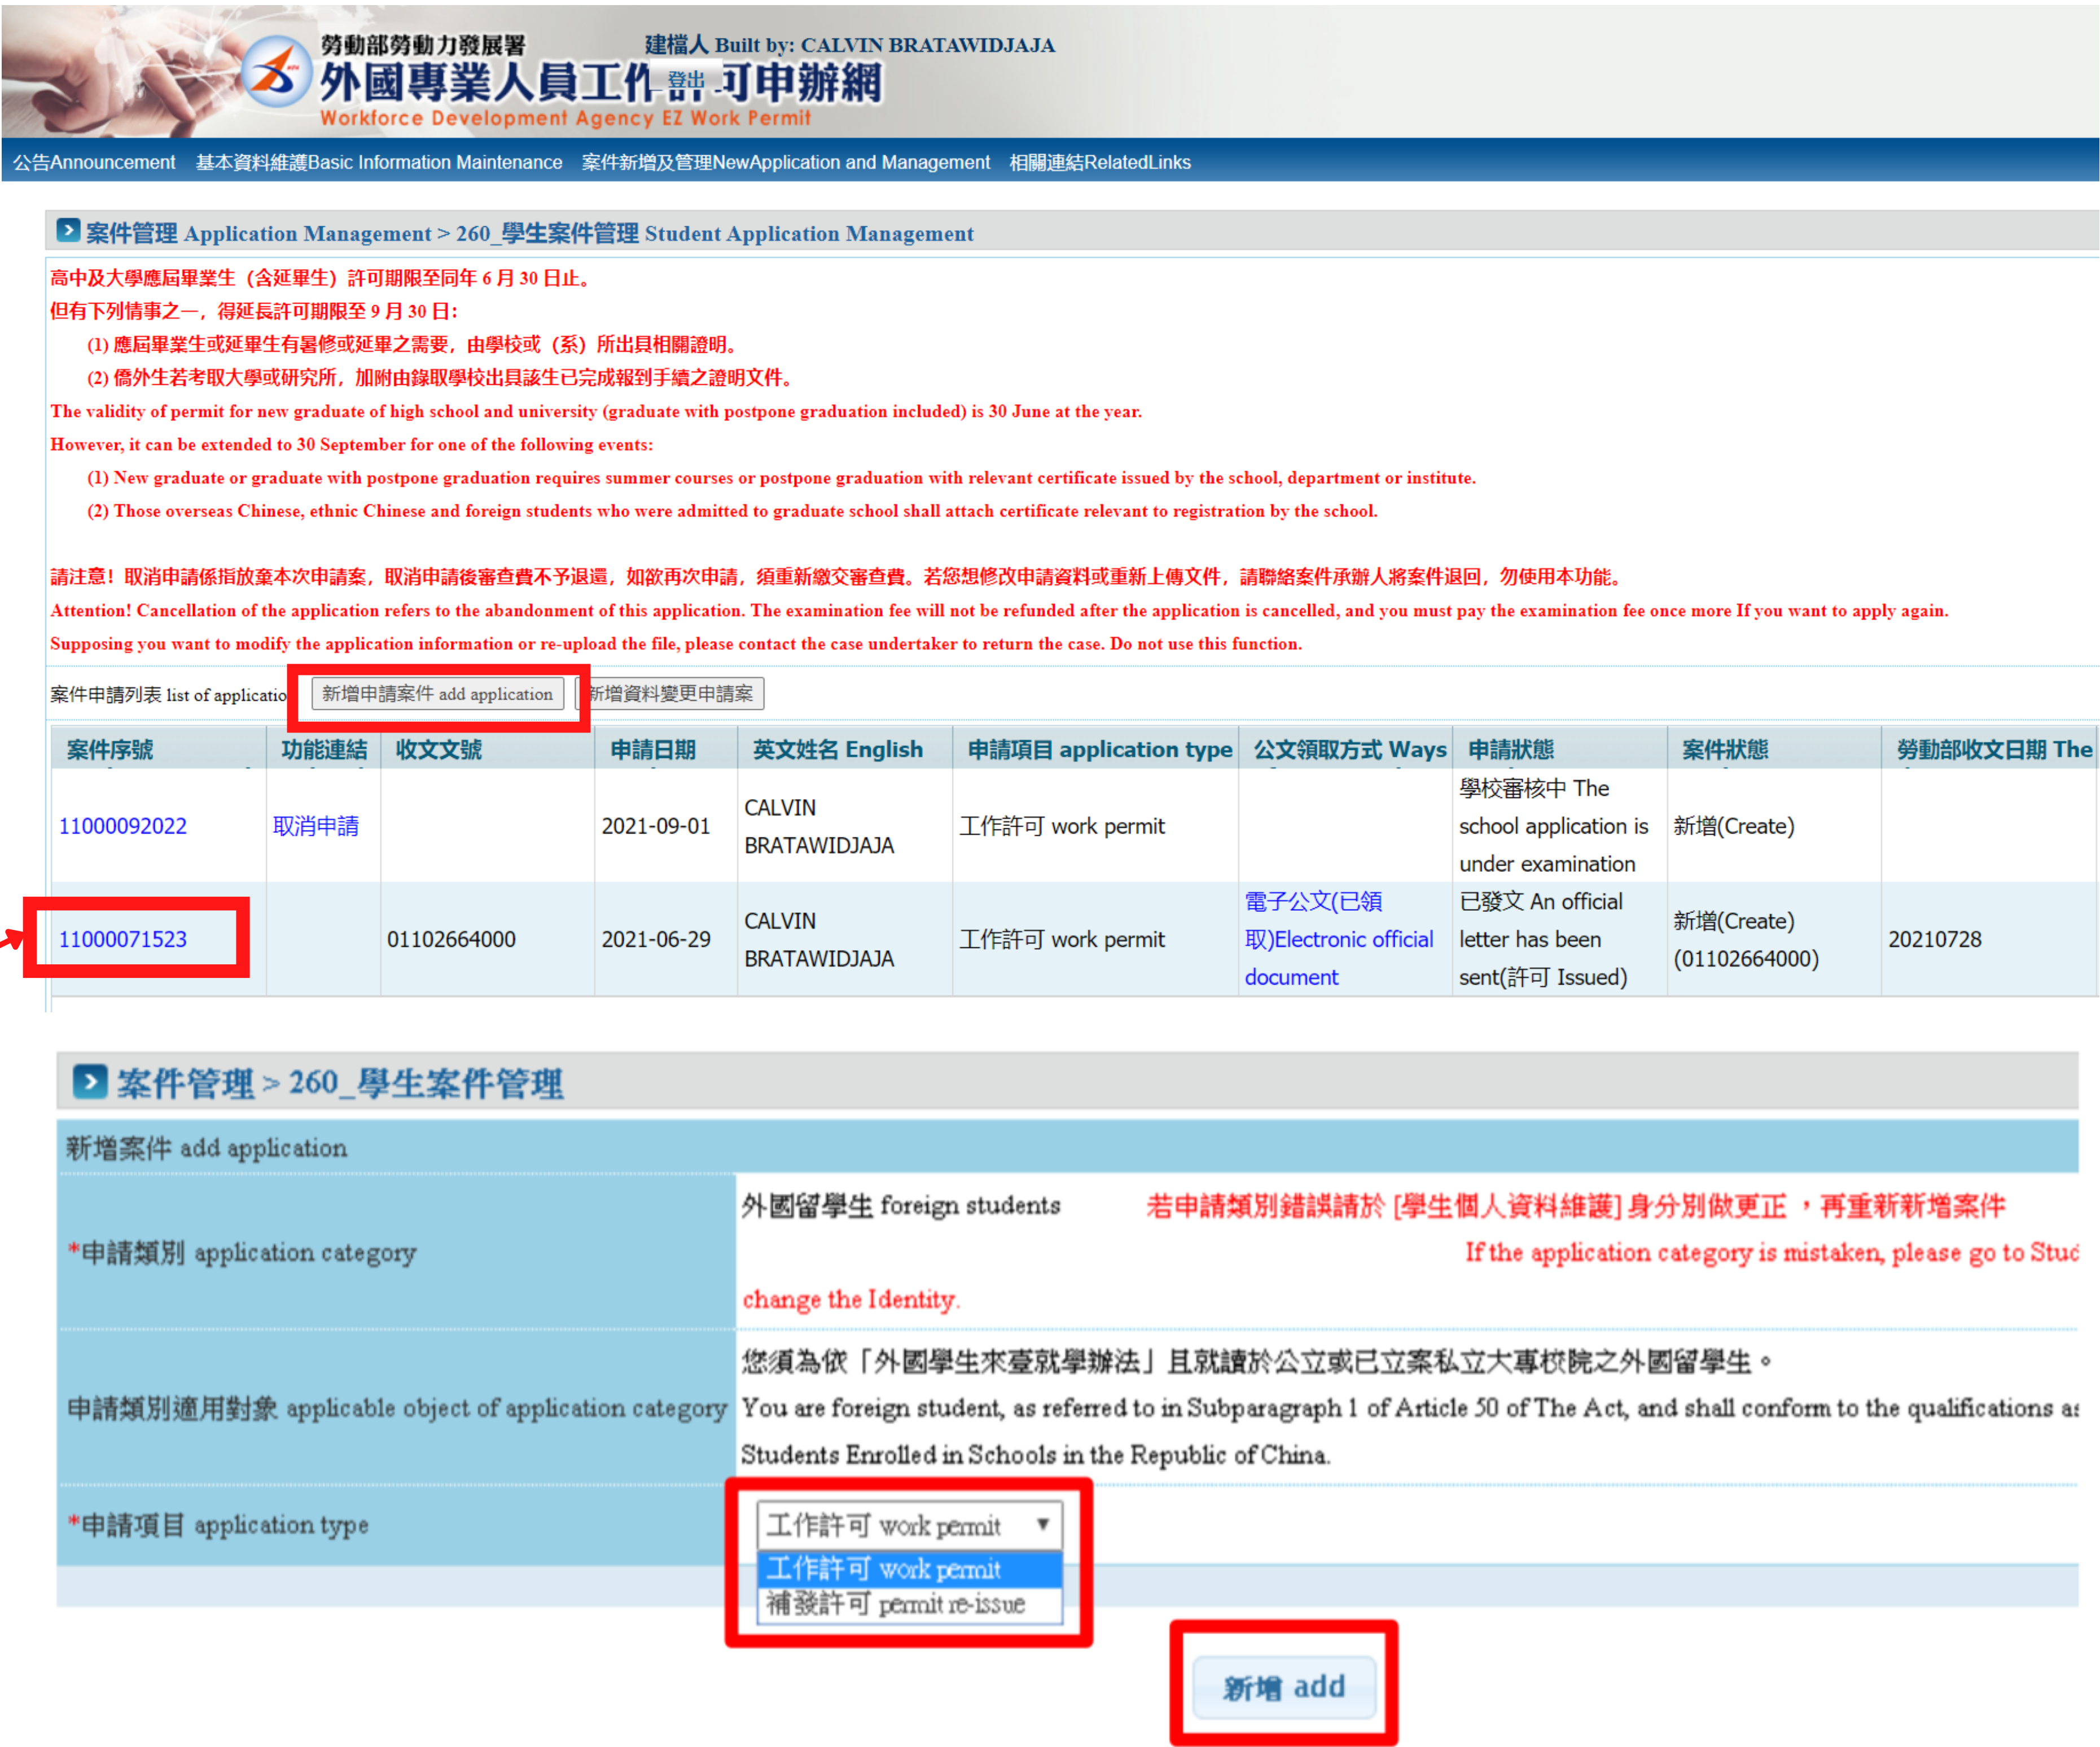 勞動部勞動力發展署
建檔人 Built by: CALVIN BRATAWIDJAJA
外國專業人員工作許可申辦網
登出
Workforce Development Agency EZ Work Permit
公告Announcement 基本資料維護Basic Information Maintenance 案件新增及管理NewApplication and Management 相關連結RelatedLinks
案件管理 Application Management > 260_學生案件管理 Student Application Management
高中及大學應屆畢業生（含延畢生）許可期限至同年 6 月 30 日止。
但有下列情事之一，得延長許可期限至 9 月 30 日：
(1) 應屆畢業生或延畢生有暑修或延畢之需要，由學校或（系）所出具相關證明。
(2) 僑外生若考取大學或研究所，加附由錄取學校出具該生已完成報到手續之證明文件。
The validity of permit for new graduate of high school and university (graduate with postpone graduation included) is 30 June at the year.
However, it can be extended to 30 September for one of the following events:
(1) New graduate or graduate with postpone graduation requires summer courses or postpone graduation with relevant certificate issued by the school, department or institute.
(2) Those overseas Chinese, ethnic Chinese and foreign students who were admitted to graduate school shall attach certificate relevant to registration by the school.
請注意！取消申請係指放棄本次申請案，取消申請後審查費不予退還，如欲再次申請，須重新繳交審查費。若您想修改申請資料或重新上傳文件，請聯絡案件承辦人將案件退回，勿使用本功能。
Attention! Cancellation of the application refers to the abandonment of this application. The examination fee will not be refunded after the application is cancelled, and you must pay the examination fee once more If you want to apply again.
Supposing you want to modify the application information or re-upload the file, please contact the case undertaker to return the case. Do not use this function.
案件申請列表 list of applicatio 新增申請案件 add application 新增資料變更申請案
案件序號 功能連結 收文文號 申請日期 英文姓名 English 申請項目 application type 公文領取方式 Ways 申請狀態 案件狀態 勞動部收文日期 The
11000092022 取消申請 2021-09-01 CALVIN BRATAWIDJAJA 工作許可 work permit 學校審核中 The school application is under examination 新增(Create)
11000071523 01102664000 2021-06-29 CALVIN BRATAWIDJAJA 工作許可 work permit 電子公文(已領取)Electronic official document 已發文 An official letter has been sent(許可 Issued) 新增(Create) (01102664000) 20210728
案件管理 > 260_學生案件管理
新增案件 add application
*申請類別 application category
外國留學生 foreign students 若申請類別錯誤請於 [學生個人資料維護] 身分別做更正，再重新新增案件
If the application category is mistaken, please go to Stud
change the Identity.
申請類別適用對象 applicable object of application category
您須為依「外國學生來臺就學辦法」且就讀於公立或已立案私立大專校院之外國留學生。
You are foreign student, as referred to in Subparagraph 1 of Article 50 of The Act, and shall conform to the qualifications as
Students Enrolled in Schools in the Republic of China.
*申請項目 application type
工作許可 work permit
工作許可 work permit
補發許可 permit re-issue
新增 add